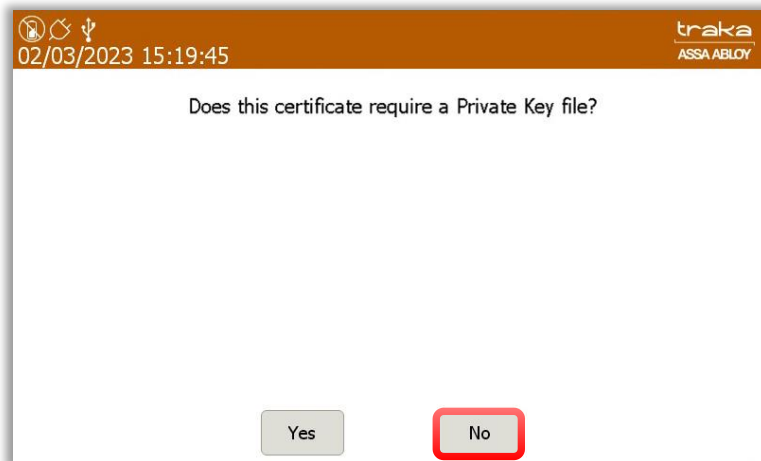 02/03/2023 15:19:45
traka
ASSA ABLOY
Does this certificate require a Private Key file?
Yes
No